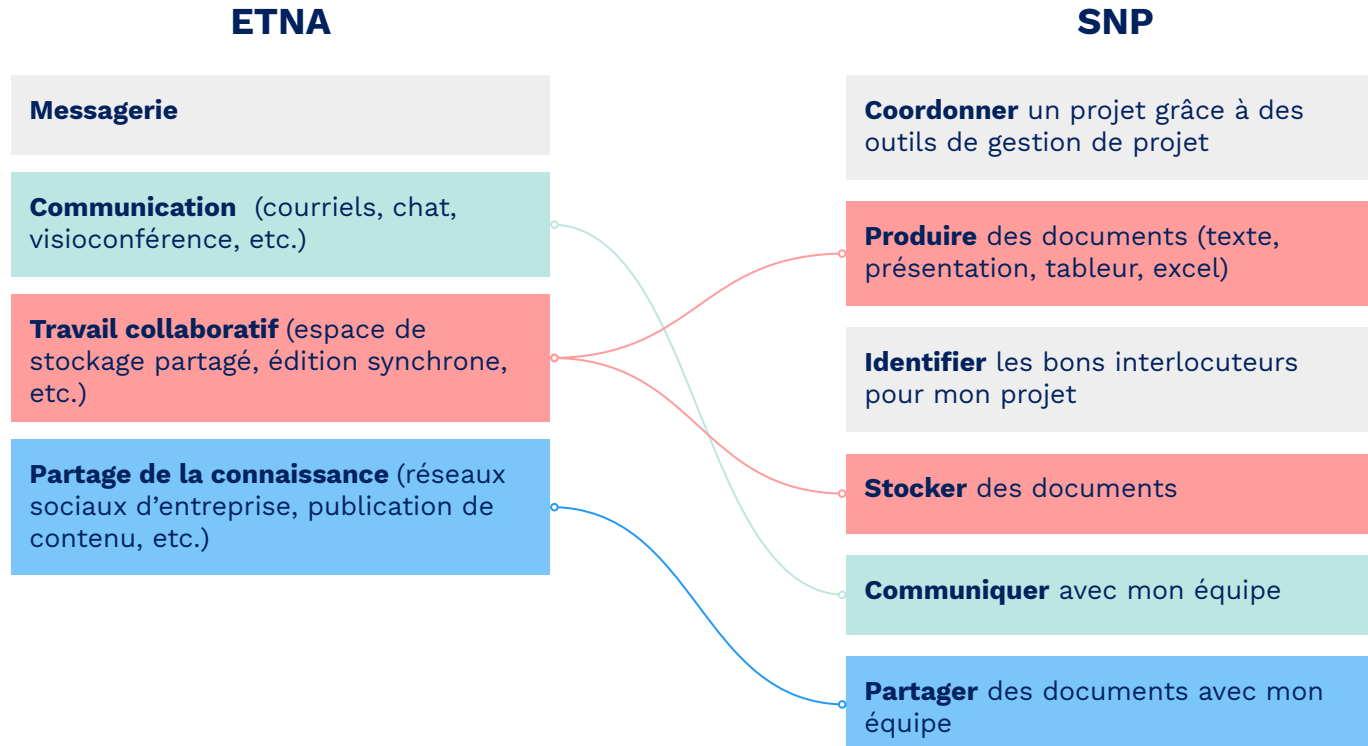 ETNA
Messagerie
Communication (courriels, chat,
visioconférence, etc.)
Travail collaboratif (espace de
stockage partagé, édition synchrone,
etc.)
Partage de la connaissance (réseaux
sociaux d’entreprise, publication de
contenu, etc.)
SNP
Coordonner un projet grâce à des
outils de gestion de projet
Produire des documents (texte,
présentation, tableur, excel)
Identifier les bons interlocuteurs
pour mon projet
Stocker des documents
Communiquer avec mon équipe
Partager des documents avec mon
équipe